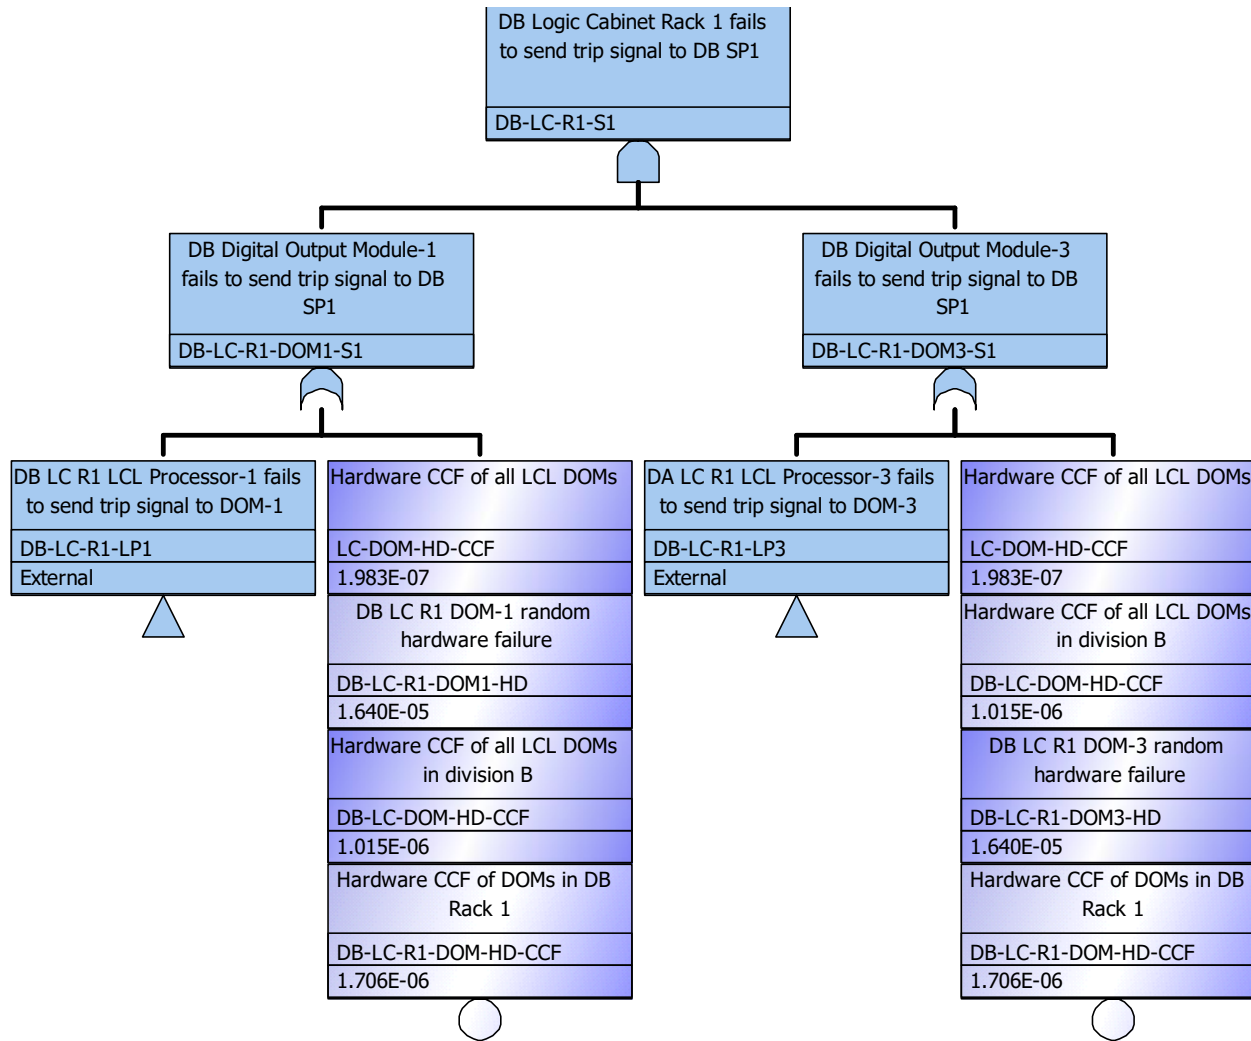 DB Logic Cabinet Rack 1 fails
to send trip signal to DB SP1
DB-LC-R1-S1
DB Digital Output Module-1
fails to send trip signal to DB
SP1
DB-LC-R1-DOM1-S1
DB Digital Output Module-3
fails to send trip signal to DB
SP1
DB-LC-R1-DOM3-S1
DB LC R1 LCL Processor-1 fails
to send trip signal to DOM-1
DB-LC-R1-LP1
External
Hardware CCF of all LCL DOMs
LC-DOM-HD-CCF
1.983E-07
DB LC R1 DOM-1 random
hardware failure
DB-LC-R1-DOM1-HD
1.640E-05
Hardware CCF of all LCL DOMs
in division B
DB-LC-DOM-HD-CCF
1.015E-06
Hardware CCF of DOMs in DB
Rack 1
DB-LC-R1-DOM-HD-CCF
1.706E-06
DA LC R1 LCL Processor-3 fails
to send trip signal to DOM-3
DB-LC-R1-LP3
External
Hardware CCF of all LCL DOMs
LC-DOM-HD-CCF
1.983E-07
Hardware CCF of all LCL DOMs
in division B
DB-LC-DOM-HD-CCF
1.015E-06
DB LC R1 DOM-3 random
hardware failure
DB-LC-R1-DOM3-HD
1.640E-05
Hardware CCF of DOMs in DB
Rack 1
DB-LC-R1-DOM-HD-CCF
1.706E-06